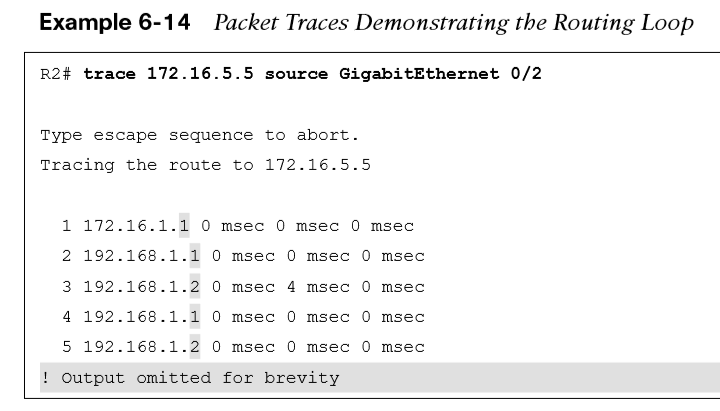 Example 6-14 Packet Traces Demonstrating the Routing Loop
R2# trace 172.16.5.5 source GigabitEthernet 0/2
Type escape sequence to abort.
Tracing the route to 172.16.5.5
1 172.16.1.1 0 msec 0 msec 0 msec
2 192.168.1.1 0 msec 0 msec 0 msec
3 192.168.1.2 0 msec 4 msec 0 msec
4 192.168.1.1 0 msec 0 msec 0 msec
5 192.168.1.2 0 msec 0 msec 0 msec
! Output omitted for brevity